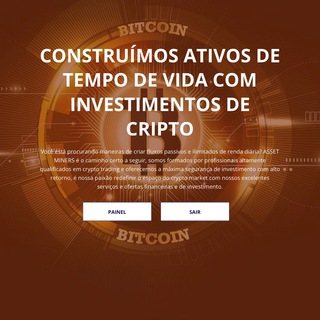 BITCOIN
CONSTRUÍMOS ATIVOS DE
TEMPO DE VIDA COM
INVESTIMENTOS DE
CRIPTO
Você está procurando maneiras de criar fluxos passivos e ilimitados de renda diária? ASSET
MINERS é o caminho certo a seguir, somos formados por profissionais altamente
qualificados em crypto trading e oferecemos a máxima segurança de investimento com alto
retorno, é nossa paixão redefinir o espaço do crypto market com nossos excelentes
serviços e ofertas financeiras e de investimento.
PAINEL
SAIR
BITCOIN